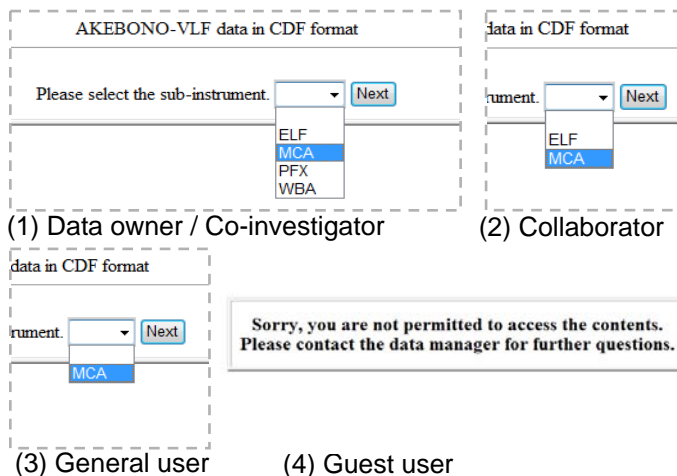 AKEBONO-VLF data in CDF format
Please select the sub-instrument. Next
ELF
MCA
PFX
WBA
(1) Data owner / Co-investigator
data in CDF format
rument. Next
ELF
MCA
(2) Collaborator
data in CDF format
rument. Next
MCA
(3) General user
Sorry, you are not permitted to access the contents.
Please contact the data manager for further questions.
(4) Guest user